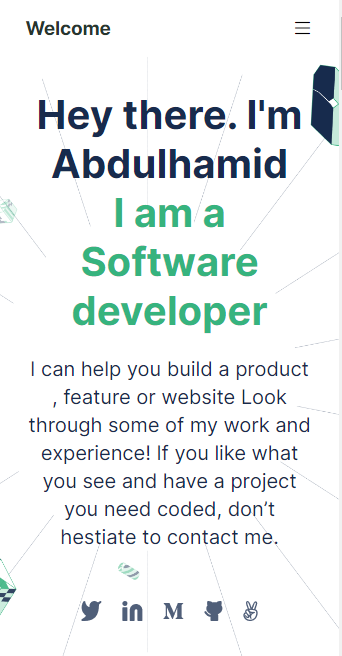 Welcome
Hey there. I'm
Abdulhamid
I am a
Software
developer
I can help you build a product
, feature or website Look
through some of my work and
experience! If you like what
you see and have a project
you need coded, don’t
hestiate to contact me.